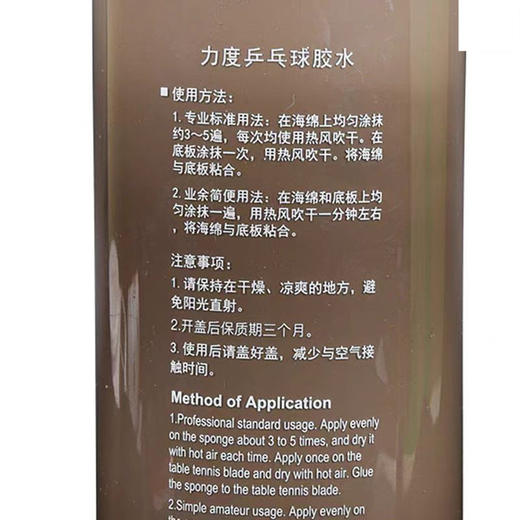 力度乒乓球胶水
使用方法：
1. 专业标准用法：在海绵上均匀涂抹
约3～5遍，每次均使用热风吹干。在
底板涂抹一次，用热风吹干。将海绵
与底板粘合。
2. 业余简便用法：在海绵和底板上均
匀涂抹一遍，用热风吹干一分钟左右
，将海绵与底板粘合。
注意事项：
1. 请保持在干燥、凉爽的地方，避
免阳光直射。
2.开盖后保质期三个月。
3. 使用后请盖好盖，减少与空气接
触时间。
Method of Application
1.Professional standard usage. Apply evenly
on the sponge about 3 to 5 times, and dry it
with hot air each time. Apply once on the
table tennis blade and dry with hot air. Glue
the sponge to the table tennis blade.
2.Simple amateur usage. Apply evenly on